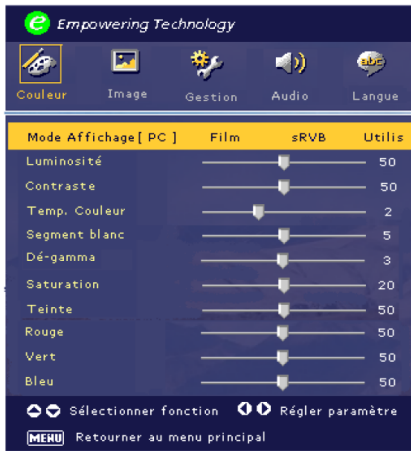 e Empowering Technology
Couleur Image Gestion Audio Langue
abc
Mode Affichage[ PC ] Film sRVB Utilis
Luminosité 50
Contraste 50
Temp. Couleur 2
Segment blanc 5
Dé-gamma 3
Saturation 20
Teinte 50
Rouge 50
Vert 50
Bleu 50
Sélectionner fonction Régler paramètre
MENU Retourner au menu principal